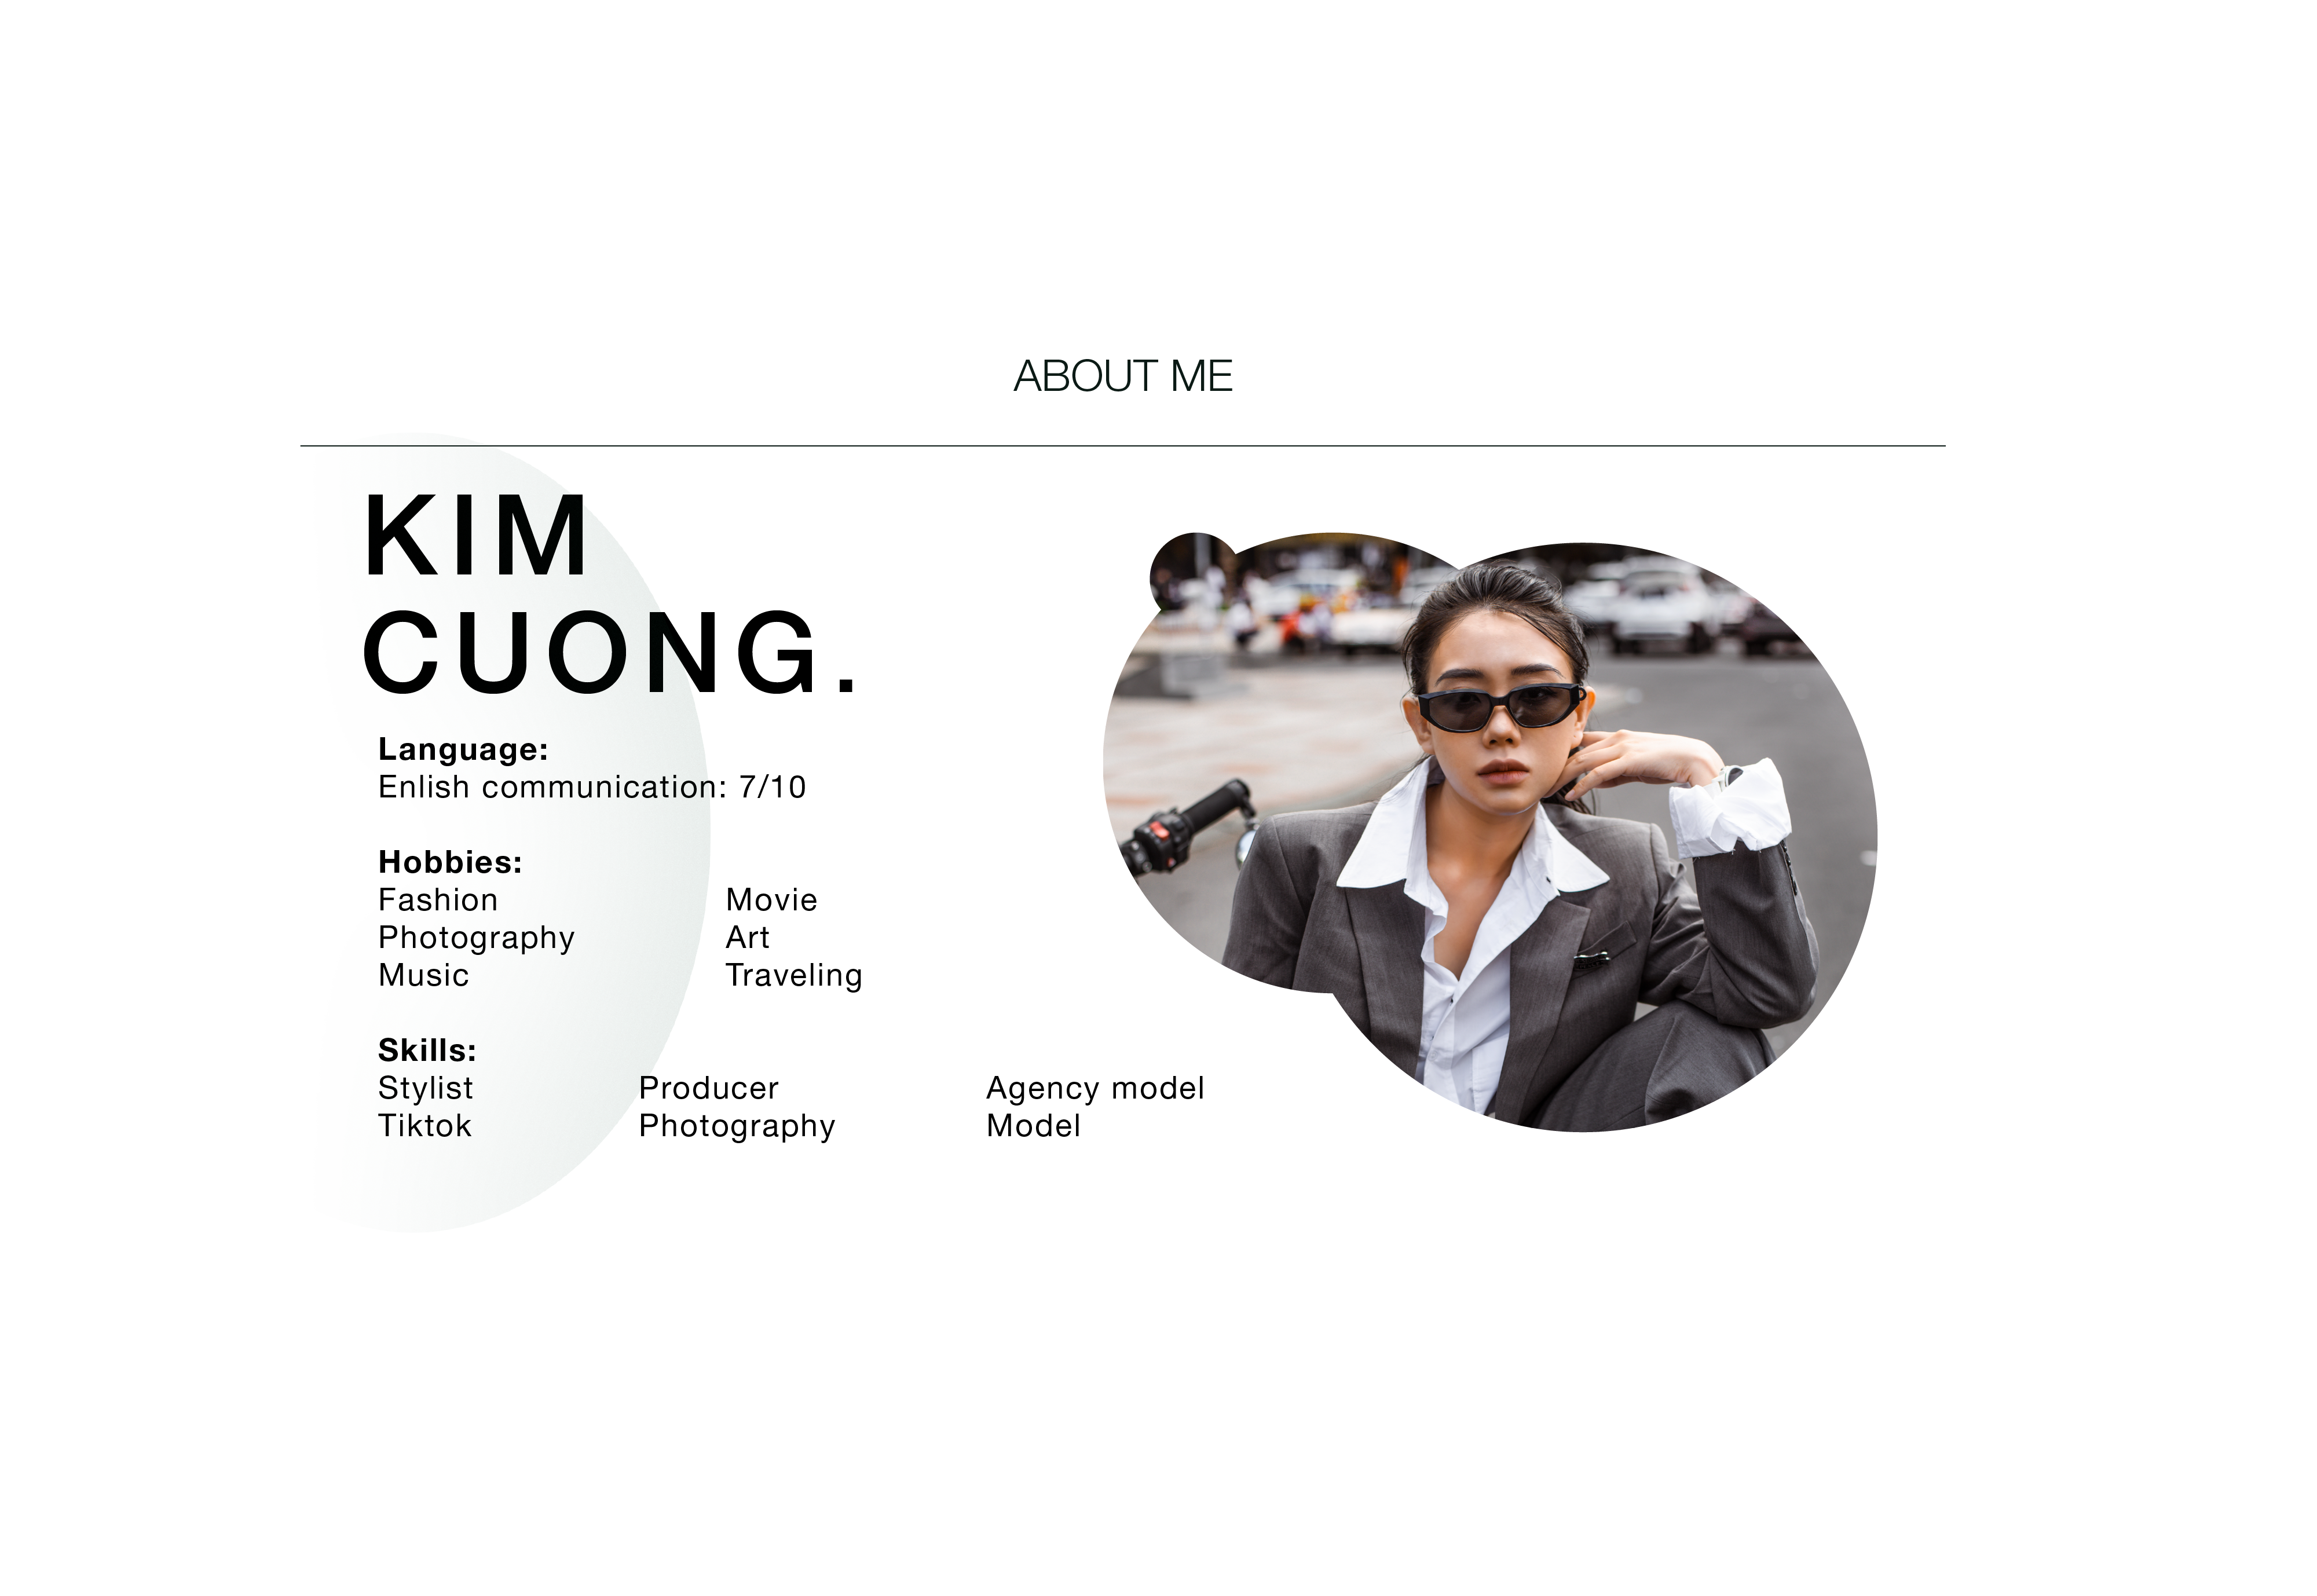 ABOUT ME
KIM
CUONG.
Language:
Enlish communication: 7/10
Hobbies:
Fashion Movie
Photography Art
Music Traveling
Skills:
Stylist Producer Agency model
Tiktok Photography Model